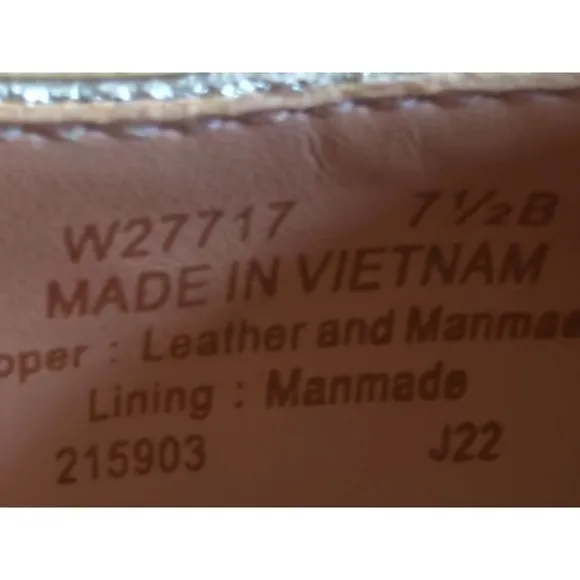 W27717 7½B
MADE IN VIETNAM
: Leather and
Lining : Manmade
215903 J22